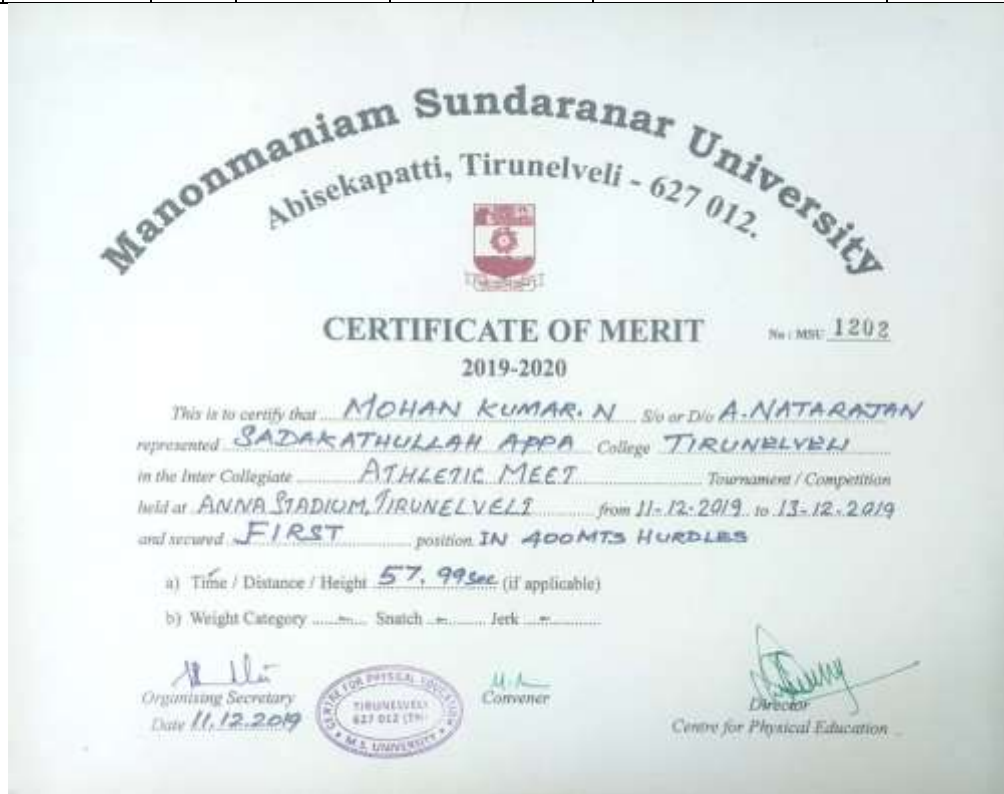 Manonmaniam Sundaranar University
Abisekapatti, Tirunelveli - 627 012.
CERTIFICATE OF MERIT
No : MSU 1202
2019-2020
This is to certify that MOHAN KUMAR. N S/o or D/o A. NATARAJAN
represented SADAKATHULLAH APPA College TIRUNELVELI
in the Inter Collegiate ATHLETIC MEET Tournament / Competition
held at ANNA STADIUM, TIRUNELVELI from 11-12-2019 to 13-12-2019
and secured FIRST position IN 400MTS HURDLES
a) Time / Distance / Height 57.99sec (if applicable)
b) Weight Category - Snatch - Jerk -
Organising Secretary
Date 11.12.2019
CENTRE FOR PHYSICAL EDUCATION
TIRUNELVELI
627 012 (TN)
M.S. UNIVERSITY
Convener
Director
Centre for Physical Education